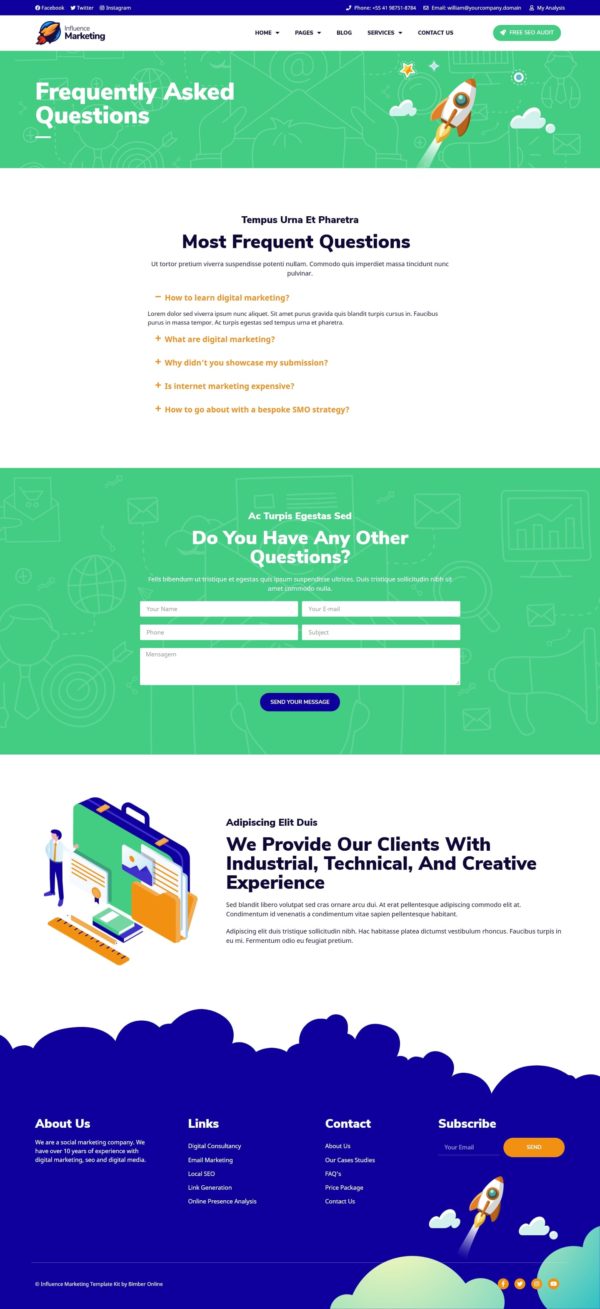 Facebook Twitter Instagram
Phone: +55 41 98751-8784 Email: william@yourcompany.domain My Analysis
Influence
Marketing
HOME PAGES BLOG SERVICES CONTACT US
FREE SEO AUDIT
Frequently Asked
Questions
Tempus Urna Et Pharetra
Most Frequent Questions
Ut tortor pretium viverra suspendisse potenti nullam. Commodo quis imperdiet massa tincidunt nunc
pulvinar.
− How to learn digital marketing?
Lorem dolor sed viverra ipsum nunc aliquet. Sit amet purus gravida quis blandit turpis cursus in. Faucibus
purus in massa tempor. Ac turpis egestas sed tempus urna et pharetra.
+ What are digital marketing?
+ Why didn't you showcase my submission?
+ Is internet marketing expensive?
+ How to go about with a bespoke SMO strategy?
Ac Turpis Egestas Sed
Do You Have Any Other
Questions?
Felis bibendum ut tristique et egestas quis ipsum suspendisse ultrices. Duis tristique sollicitudin nibh sit
amet commodo nulla.
Your Name
Your E-mail
Phone
Subject
Mensagem
SEND YOUR MESSAGE
Adipiscing Elit Duis
We Provide Our Clients With
Industrial, Technical, And Creative
Experience
Sed blandit libero volutpat sed cras ornare arcu dui. At erat pellentesque adipiscing commodo elit at.
Condimentum id venenatis a condimentum vitae sapien pellentesque habitant.
Adipiscing elit duis tristique sollicitudin nibh. Hac habitasse platea dictumst vestibulum rhoncus. Faucibus turpis in
eu mi. Fermentum odio eu feugiat pretium.
About Us
We are a social marketing company. We
have over 10 years of experience with
digital marketing, seo and digital media.
Links
Digital Consultancy
Email Marketing
Local SEO
Link Generation
Online Presence Analysis
Contact
About Us
Our Cases Studies
FAQ's
Price Package
Contact Us
Subscribe
Your Email
SEND
© Influence Marketing Template Kit by Bimber Online